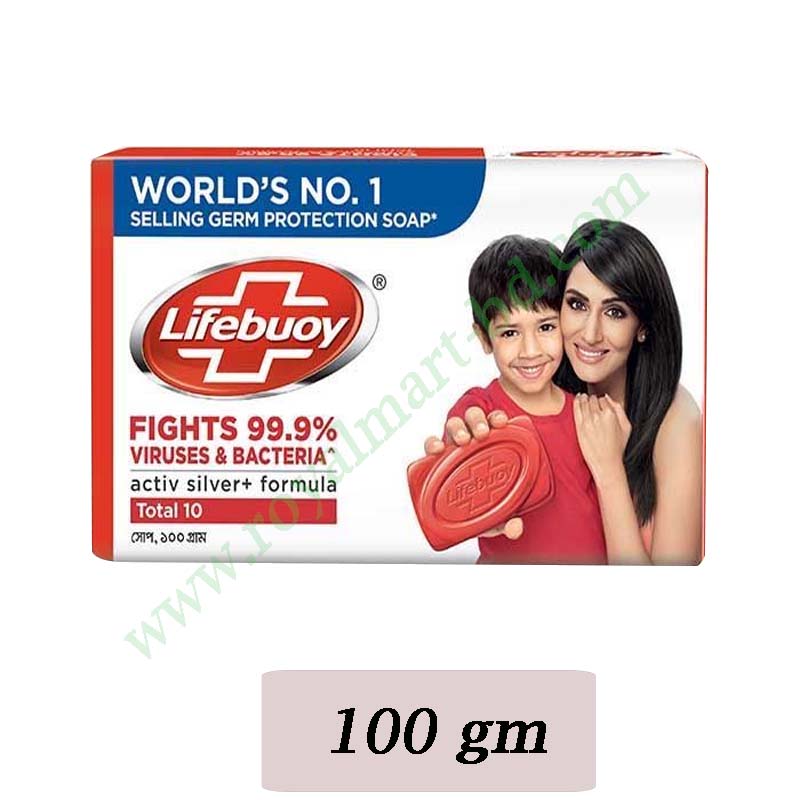 WORLD'S NO. 1
SELLING GERM PROTECTION SOAP*
Lifebuoy ®
FIGHTS 99.9%
VIRUSES & BACTERIA^
activ silver+ formula
Total 10
সোপ, ১০০ গ্রাম
Lifebuoy
www.royalmart-bd.com
100 gm